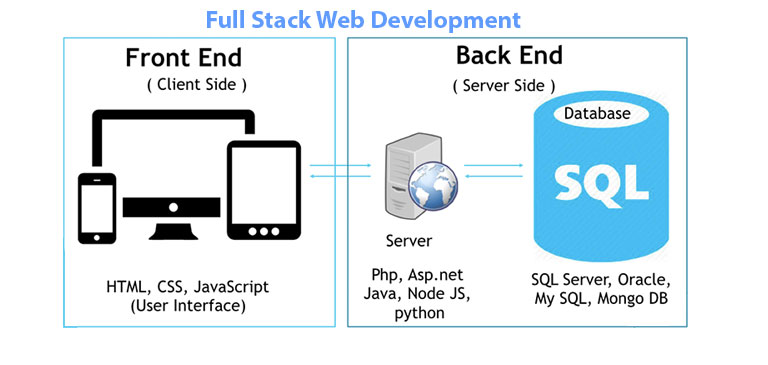 Full Stack Web Development
Front End
( Client Side )
HTML, CSS, JavaScript
(User Interface)
Back End
( Server Side )
Server
Php, Asp.net
Java, Node JS,
python
Database
SQL
SQL Server, Oracle,
My SQL, Mongo DB